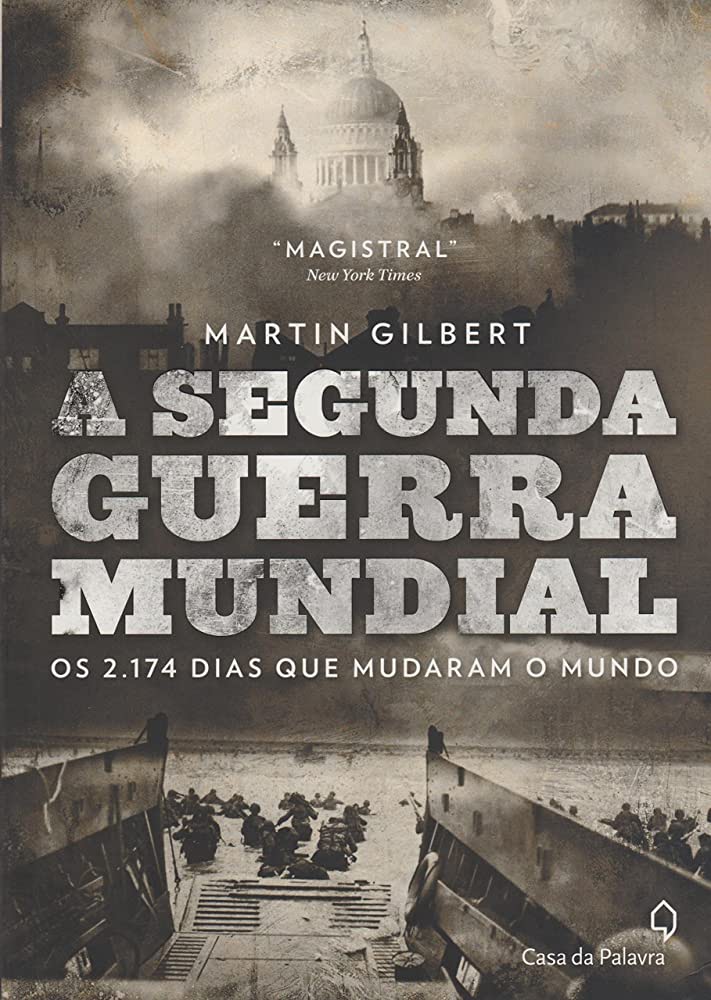 “MAGISTRAL”
New York Times
MARTIN GILBERT
A SEGUNDA
GUERRA
MUNDIAL
OS 2.174 DIAS QUE MUDARAM O MUNDO
Casa da Palavra